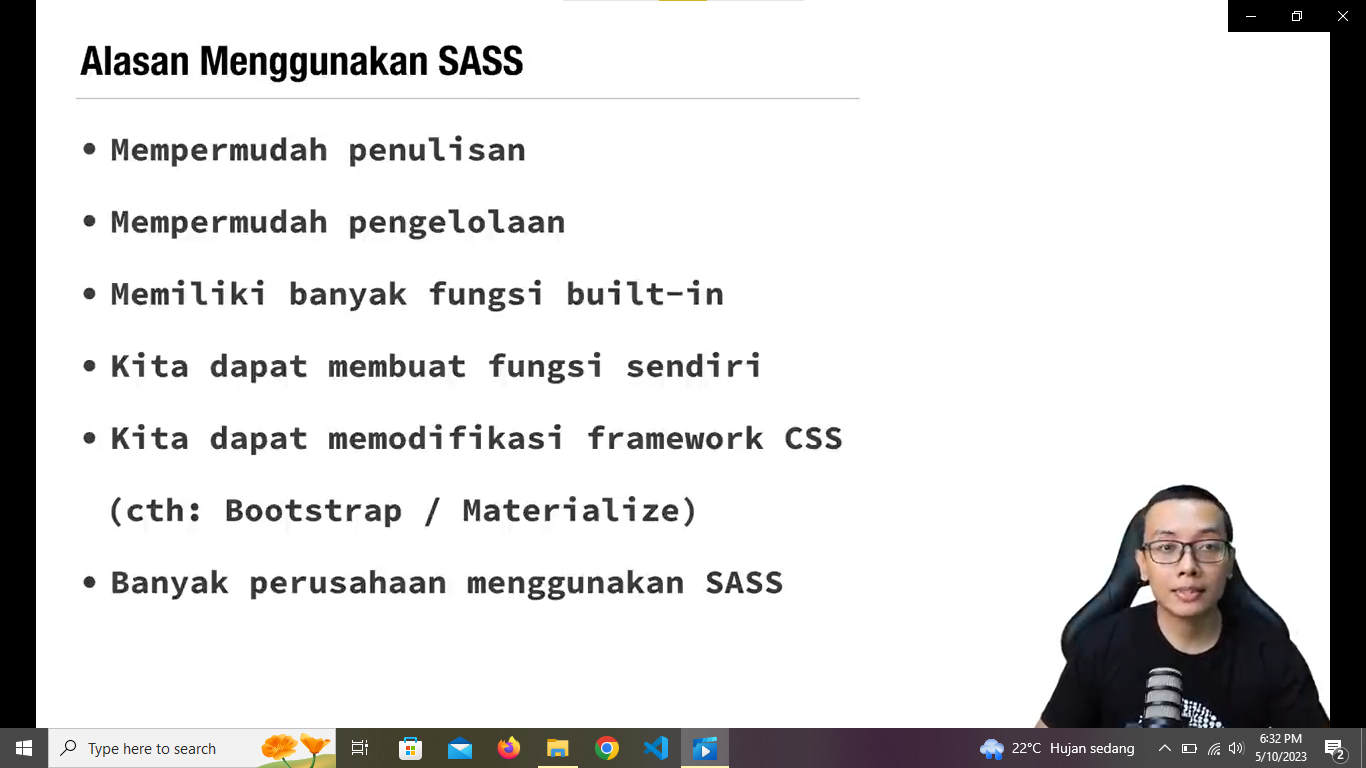 Alasan Menggunakan SASS
• Mempermudah penulisan
• Mempermudah pengelolaan
• Memiliki banyak fungsi built-in
• Kita dapat membuat fungsi sendiri
• Kita dapat memodifikasi framework CSS
(cth: Bootstrap / Materialize)
• Banyak perusahaan menggunakan SASS
Type here to search
22°C Hujan sedang
6:32 PM
5/10/2023
2